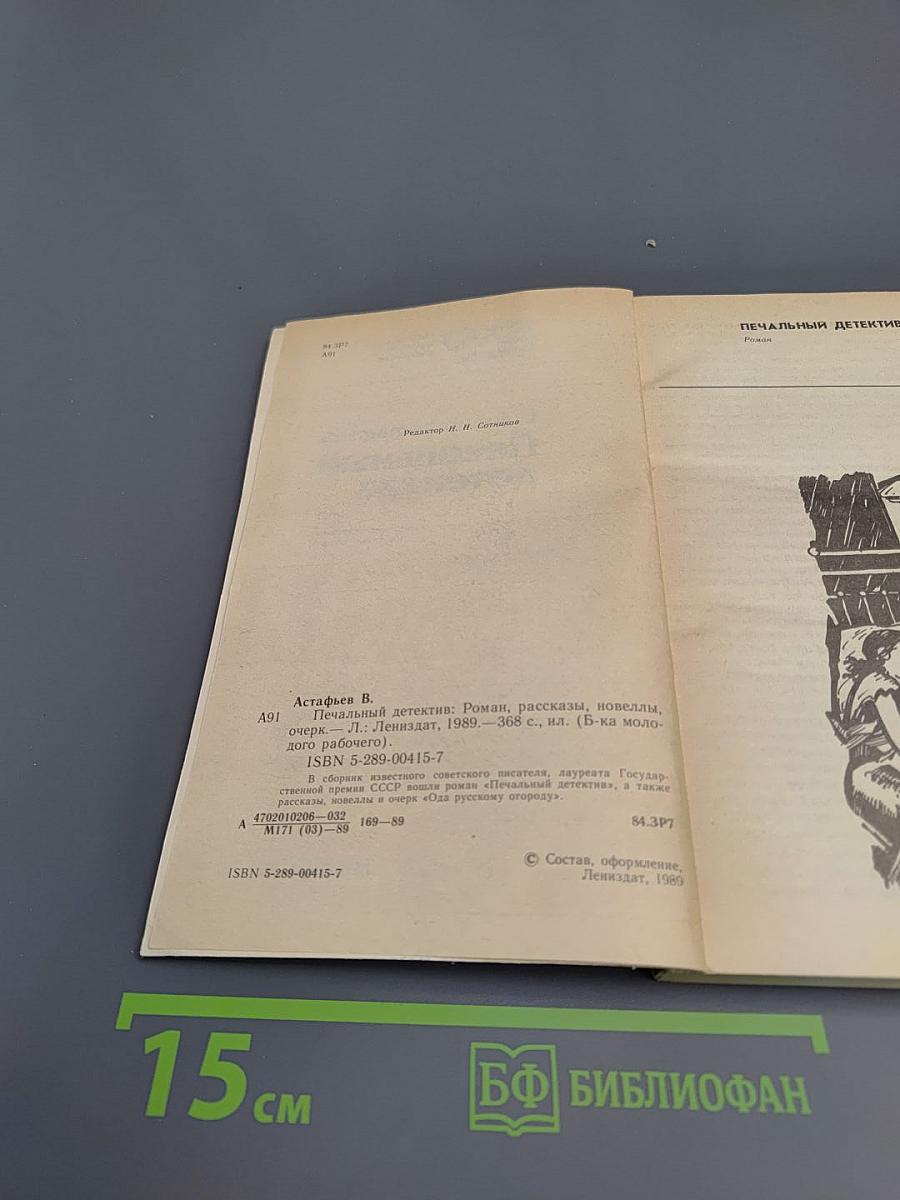 84.3Р7
А91
Редактор Н. Н. Сотников
Астафьев В.
А91 Печальный детектив: Роман, рассказы, новеллы,
очерк.— Л.: Лениздат, 1989.—368 с., ил. (Б-ка моло-
дого рабочего).
ISBN 5-289-00415-7
В сборник известного советского писателя, лауреата Государ-
ственной премии СССР вошли роман «Печальный детектив», а также
рассказы, новеллы и очерк «Ода русскому огороду».
А 4702010206—032 169—89 84.3Р7
М171 (03)—89
© Состав, оформление,
Лениздат, 1989
ISBN 5-289-00415-7
ПЕЧАЛЬНЫЙ ДЕТЕКТИВ
Роман
15 см
БФ БИБЛИОФАН